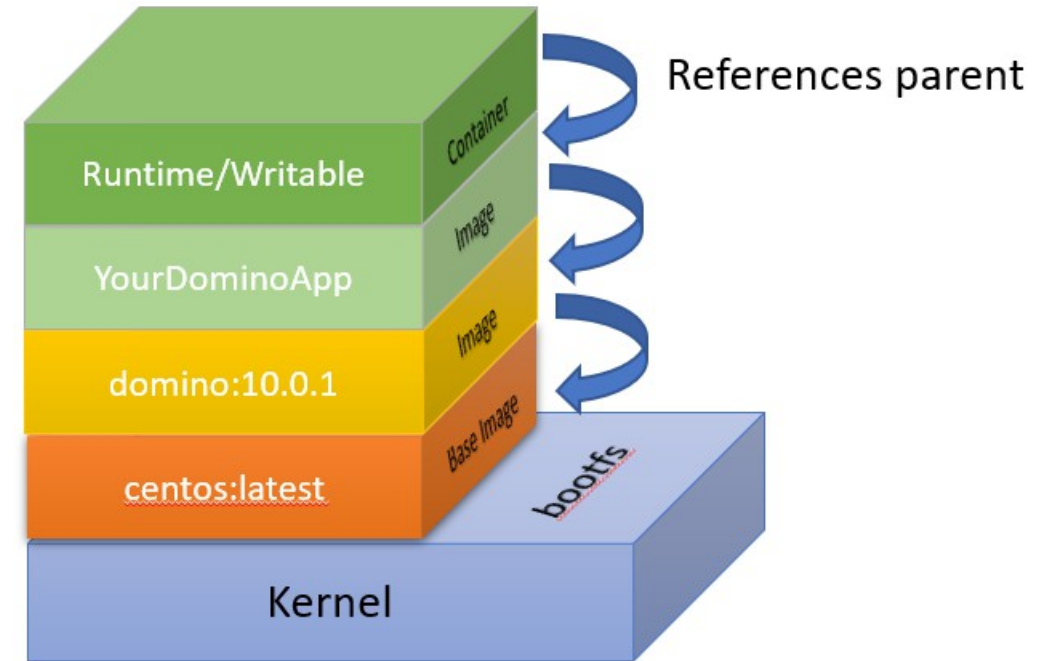 References parent
Container
Runtime/Writable
Image
YourDominoApp
Image
domino:10.0.1
Base Image
centos:latest
bootfs
Kernel